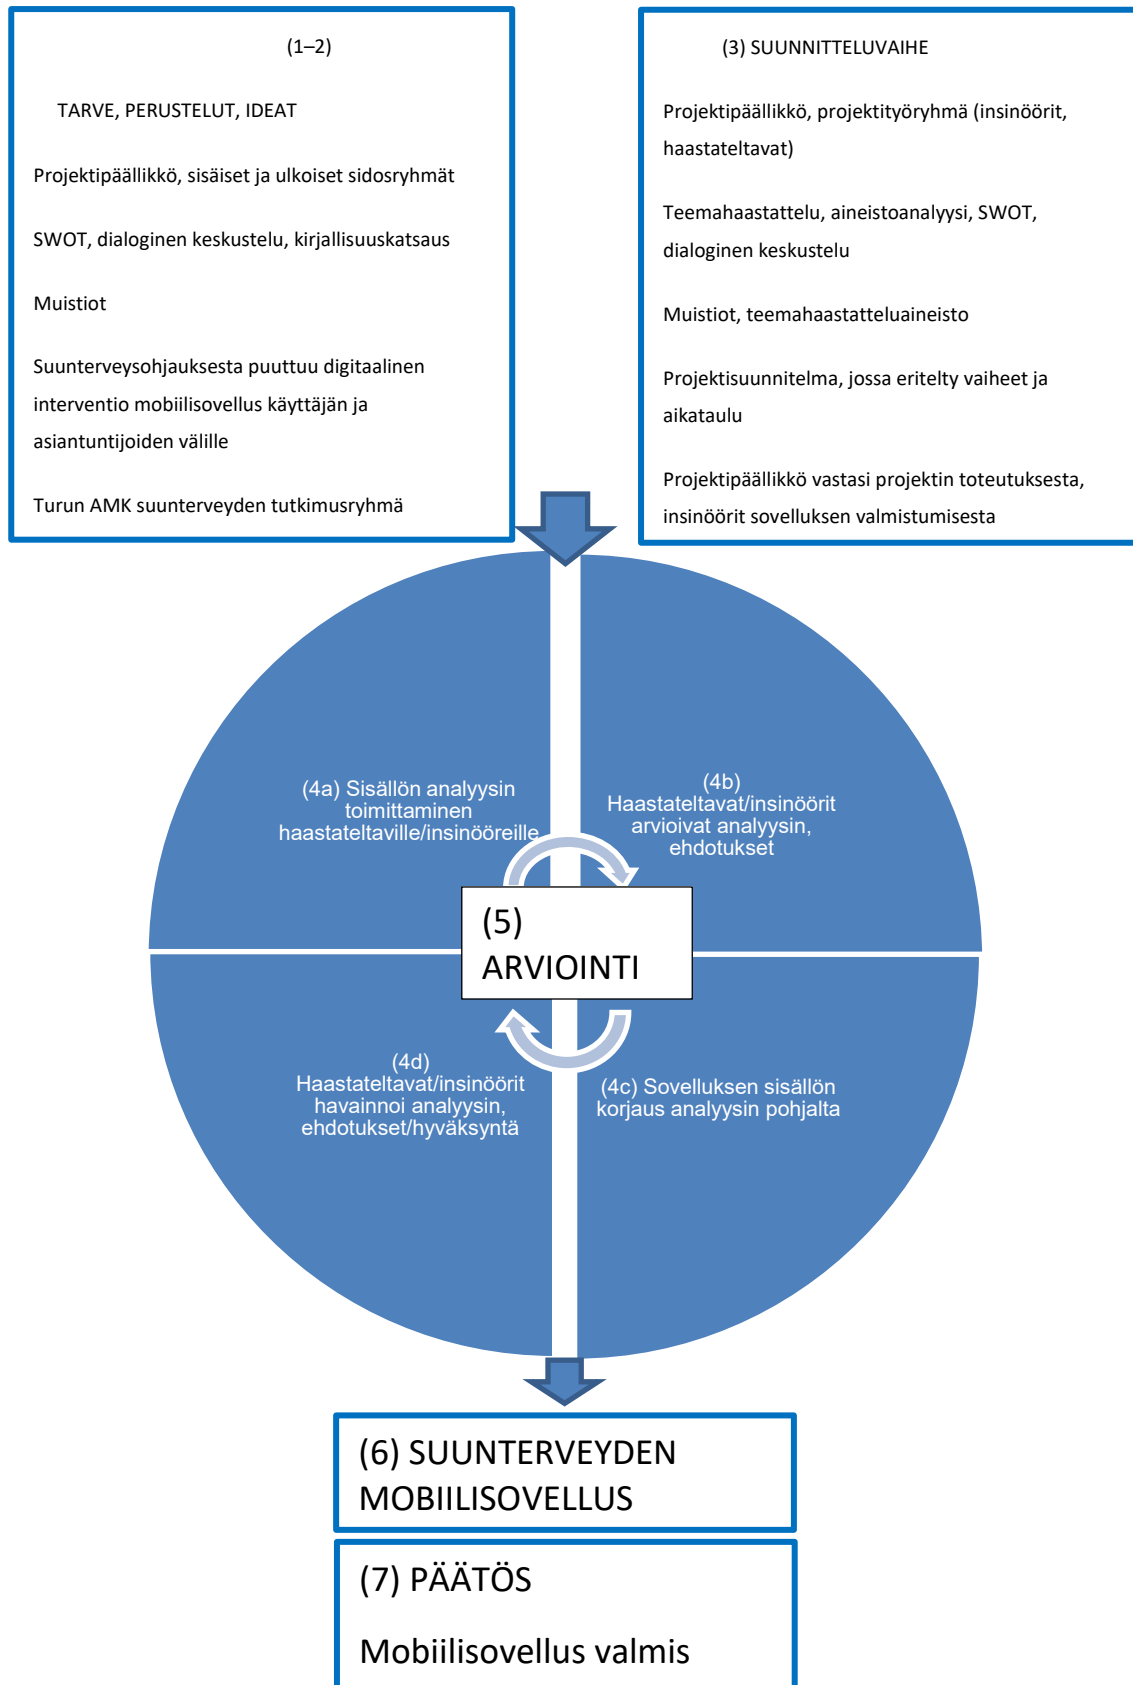 (1–2)
TARVE, PERUSTELUT, IDEAT
Projektipäällikkö, sisäiset ja ulkoiset sidosryhmät
SWOT, dialoginen keskustelu, kirjallisuuskatsaus
Muistiot
Suunterveysohjauksesta puuttuu digitaalinen
interventio mobiilisovellus käyttäjän ja
asiantuntijoiden välille
Turun AMK suunterveyden tutkimusryhmä
(3) SUUNNITTELUVAIHE
Projektipäällikkö, projektityöryhmä (insinöörit,
haastateltavat)
Teemahaastattelu, aineistoanalyysi, SWOT,
dialoginen keskustelu
Muistiot, teemahaastatteluaineisto
Projektisuunnitelma, jossa eritelty vaiheet ja
aikataulu
Projektipäällikkö vastasi projektin toteutuksesta,
insinöörit sovelluksen valmistumisesta
(4a) Sisällön analyysin
toimittaminen
haastateltaville/insinööreille
(4b)
Haastateltavat/insinöörit
arvioivat analyysin,
ehdotukset
(5)
ARVIOINTI
(4d)
Haastateltavat/insinöörit
havainnoi analyysin,
ehdotukset/hyväksyntä
(4c) Sovelluksen sisällön
korjaus analyysin pohjalta
(6) SUUNTERVEYDEN
MOBIILISOVELLUS
(7) PÄÄTÖS
Mobiilisovellus valmis